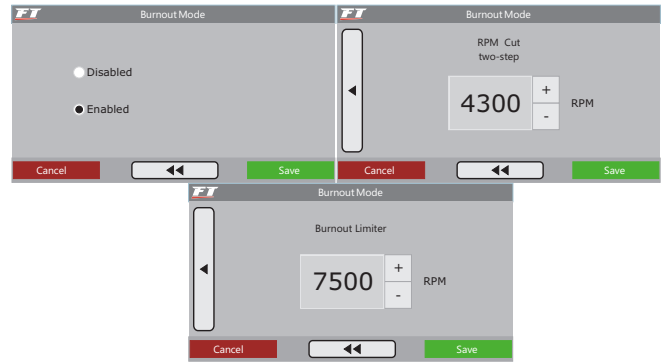 FT Burnout Mode
Disabled
Enabled
Cancel Save
FT Burnout Mode
RPM Cut
two-step
4300 + - RPM
Cancel Save
FT Burnout Mode
Burnout Limiter
7500 + - RPM
Cancel Save